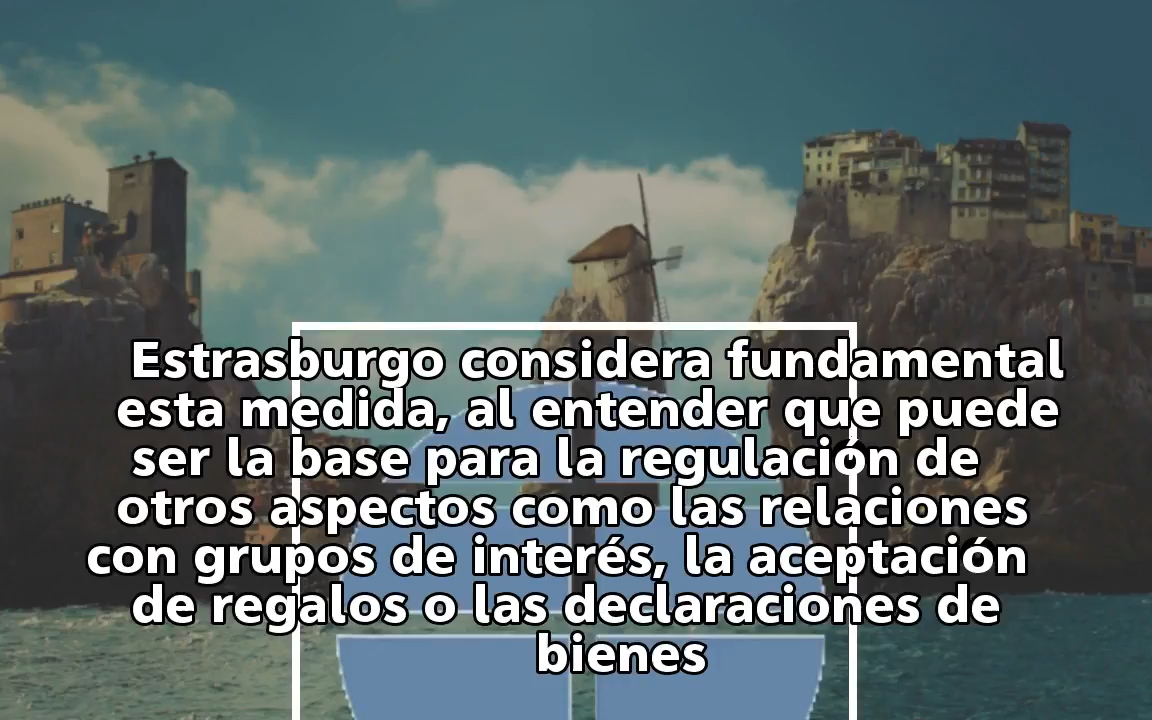 Estrasburgo considera fundamental
esta medida, al entender que puede
ser la base para la regulación de
otros aspectos como las relaciones
con grupos de interés, la aceptación
de regalos o las declaraciones de
bienes